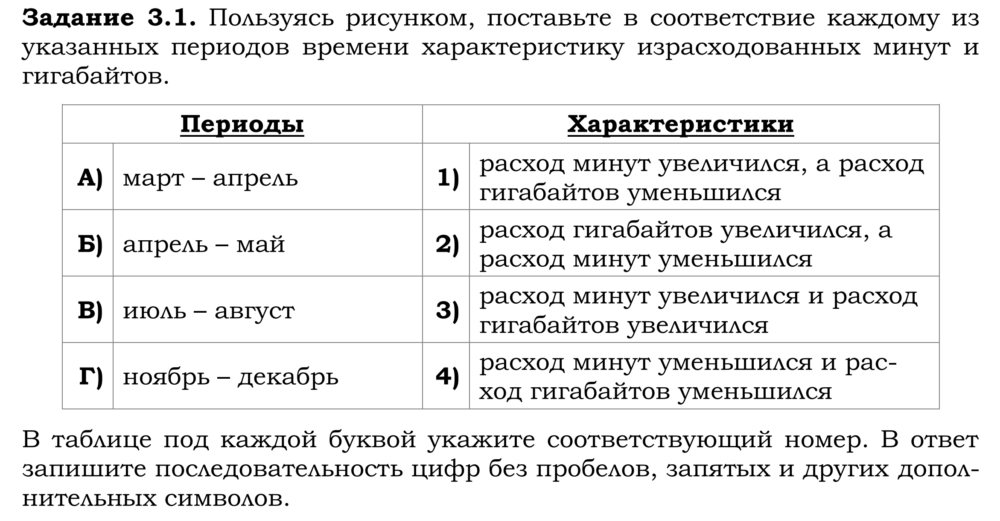 Задание 3.1. Пользуясь рисунком, поставьте в соответствие каждому из
указанных периодов времени характеристику израсходованных минут и
гигабайтов.
Периоды
Характеристики
А)
март – апрель
1)
расход минут увеличился, а расход
гигабайтов уменьшился
Б)
апрель – май
2)
расход гигабайтов увеличился, а
расход минут уменьшился
В)
июль – август
3)
расход минут увеличился и расход
гигабайтов увеличился
Г)
ноябрь – декабрь
4)
расход минут уменьшился и рас-
ход гигабайтов уменьшился
В таблице под каждой буквой укажите соответствующий номер. В ответ
запишите последовательность цифр без пробелов, запятых и других допол-
нительных символов.